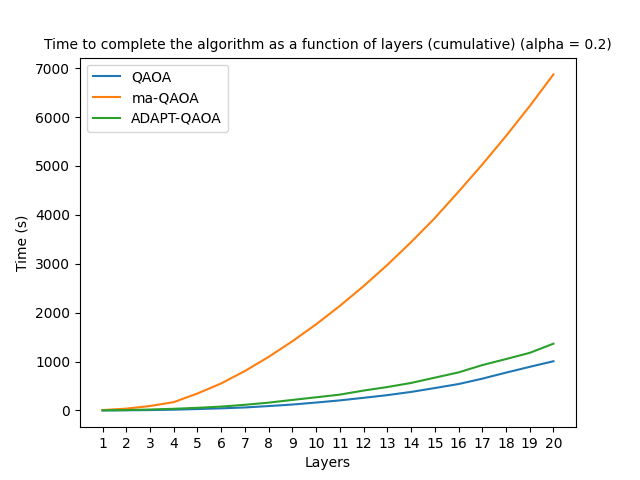 Time to complete the algorithm as a function of layers (cumulative) (alpha = 0.2)
QAOA
ma-QAOA
ADAPT-QAOA
7000
6000
5000
4000
3000
2000
1000
0
Time (s)
1 2 3 4 5 6 7 8 9 10 11 12 13 14 15 16 17 18 19 20
Layers